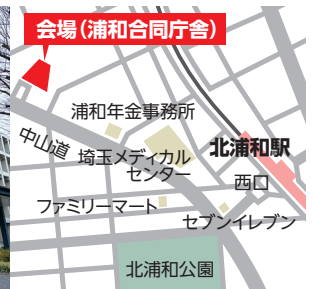 会場（浦和合同庁舎）
浦和年金事務所
中山道
埼玉メディカル
センター
北浦和駅
西口
ファミリーマート
セブンイレブン
北浦和公園